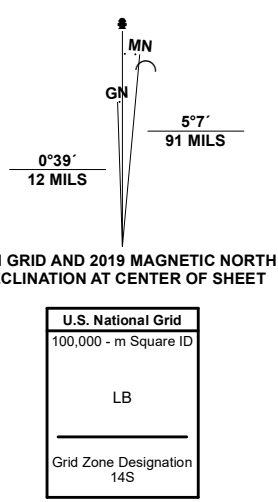 MN
GN
5°7´
91 MILS
0°39´
12 MILS
GRID AND 2019 MAGNETIC NORTH
CLINATION AT CENTER OF SHEET
U.S. National Grid
100,000 - m Square ID
LB
Grid Zone Designation
14S